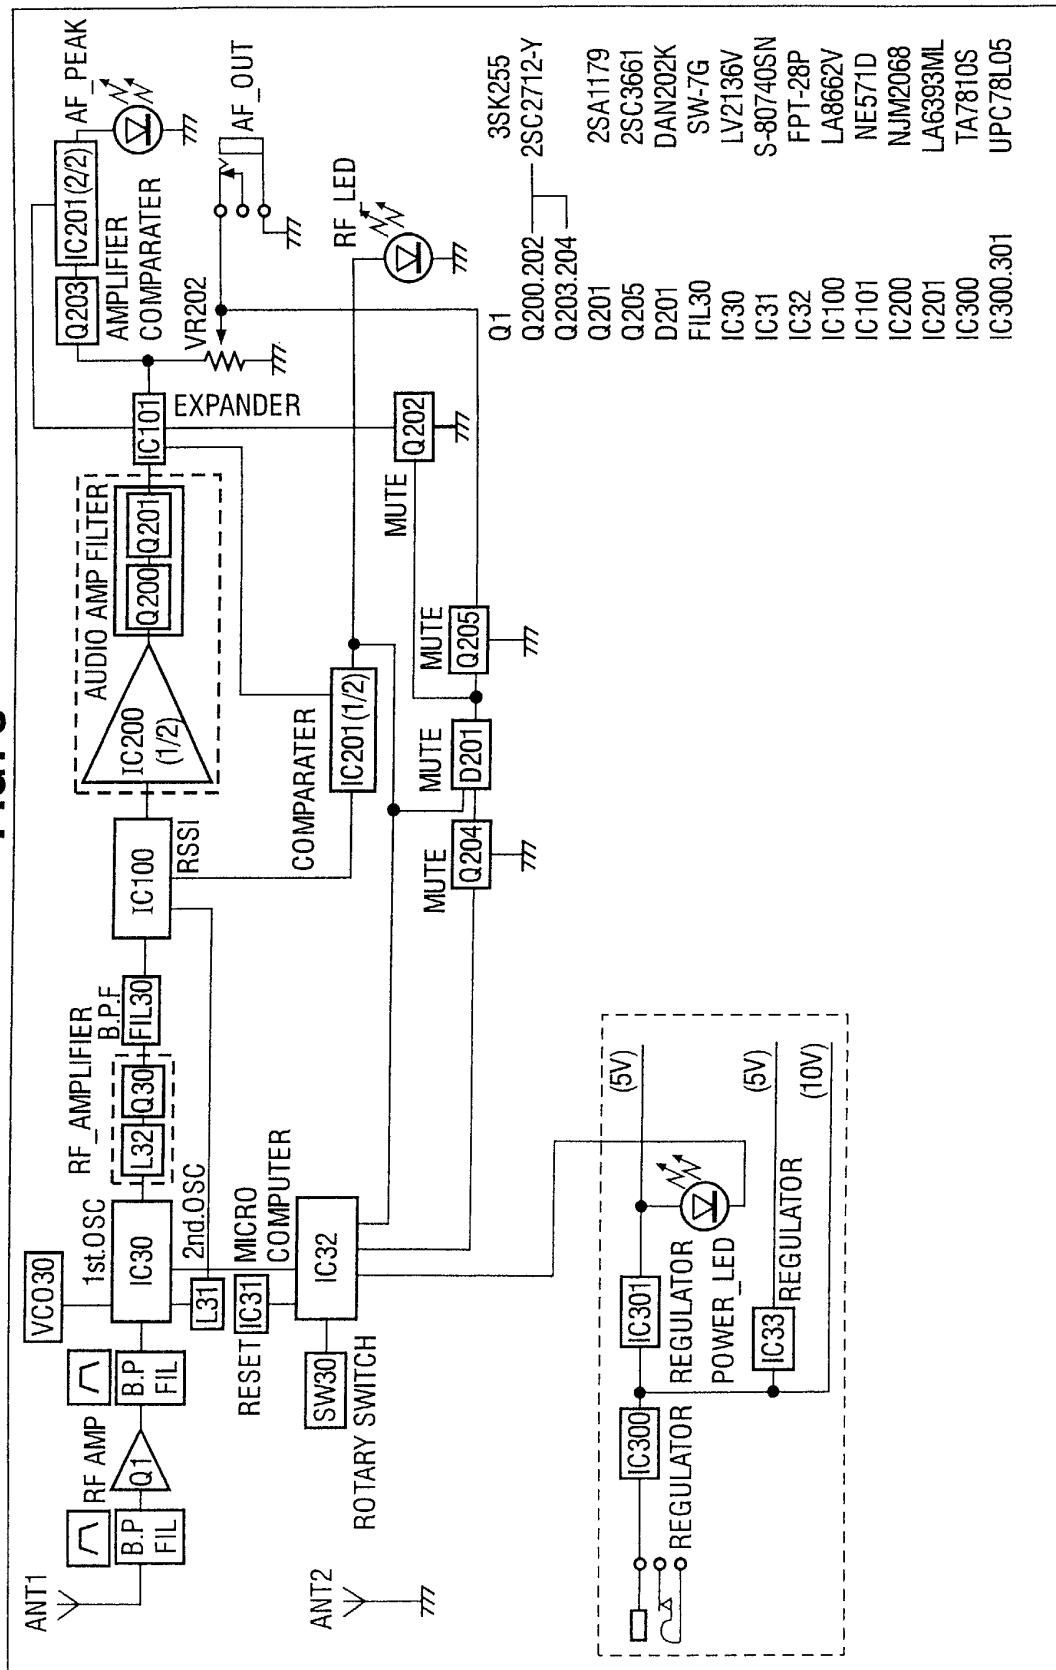 ANT1
B.P
FIL
RF AMP
Q1
B.P
FIL
VCO30
1st.OSC
IC30
2nd.OSC
L31
RF_AMPLIFIER
L32
Q30
B.P.F
FIL30
IC100
RSSI
AUDIO AMP FILTER
IC200
(1/2)
Q200
Q201
IC101
EXPANDER
Q203
IC201(2/2)
AMPLIFIER
COMPARATER
AF_PEAK
VR202
AF_OUT
RF_LED
ANT2
RESET
IC31
MICRO
COMPUTER
IC32
SW30
ROTARY SWITCH
COMPARATER
IC201(1/2)
MUTE
Q204
MUTE
D201
MUTE
Q205
MUTE
Q202
IC300
REGULATOR
IC301
REGULATOR
POWER_LED
IC33
REGULATOR
(5V)
(5V)
(10V)
Q1 3SK255
Q200.202 2SC2712-Y
Q203.204
Q201 2SA1179
Q205 2SC3661
D201 DAN202K
FIL30 SW-7G
IC30 LV2136V
IC31 S-80740SN
IC32 FPT-28P
IC100 LA8662V
IC101 NE571D
IC200 NJM2068
IC201 LA6393ML
IC300 TA7810S
IC300.301 UPC78L05